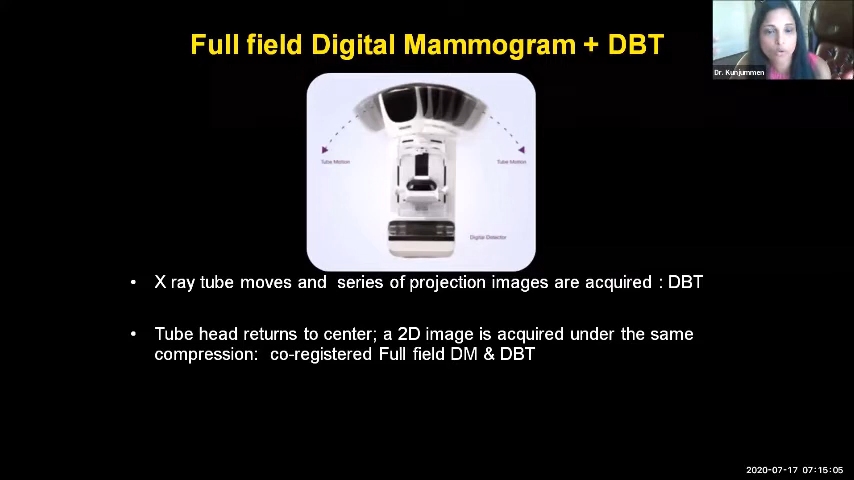 Full field Digital Mammogram + DBT
Dr. Kunjummen
Tube Motion
Tube Motion
Digital Detector
• X ray tube moves and series of projection images are acquired : DBT
• Tube head returns to center; a 2D image is acquired under the same
compression: co-registered Full field DM & DBT
2020-07-17 07:15:05